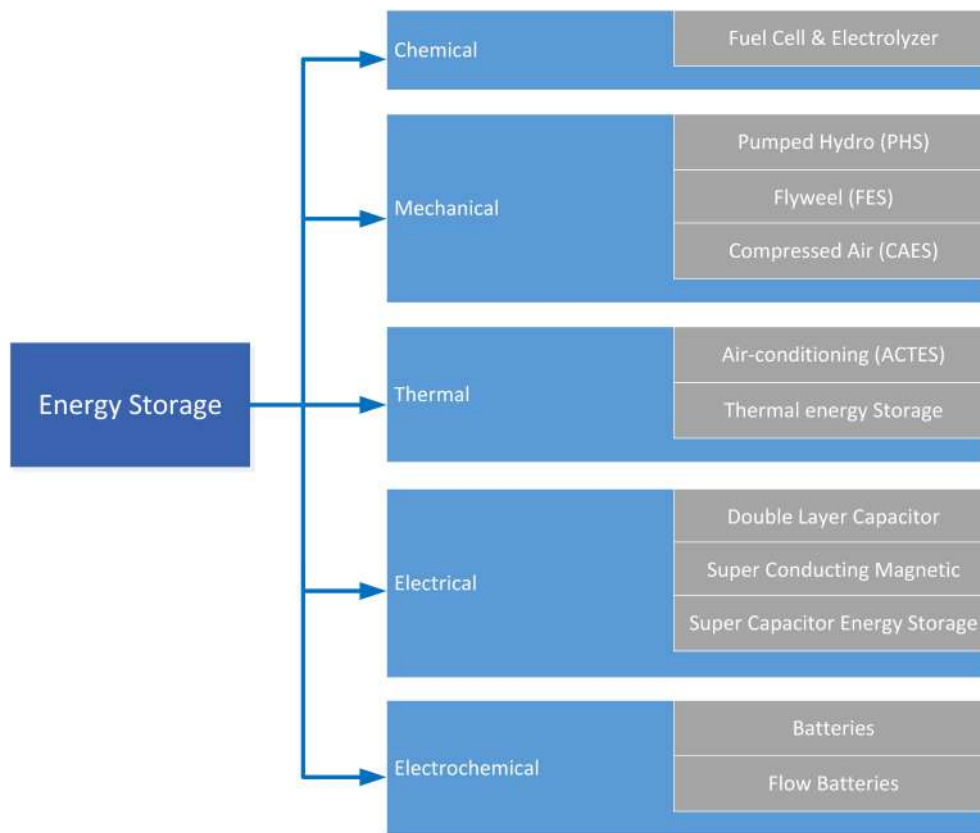 Energy Storage
Chemical
Fuel Cell & Electrolyzer
Mechanical
Pumped Hydro (PHS)
Flyweel (FES)
Compressed Air (CAES)
Thermal
Air-conditioning (ACTES)
Thermal energy Storage
Electrical
Double Layer Capacitor
Super Conducting Magnetic
Super Capacitor Energy Storage
Electrochemical
Batteries
Flow Batteries